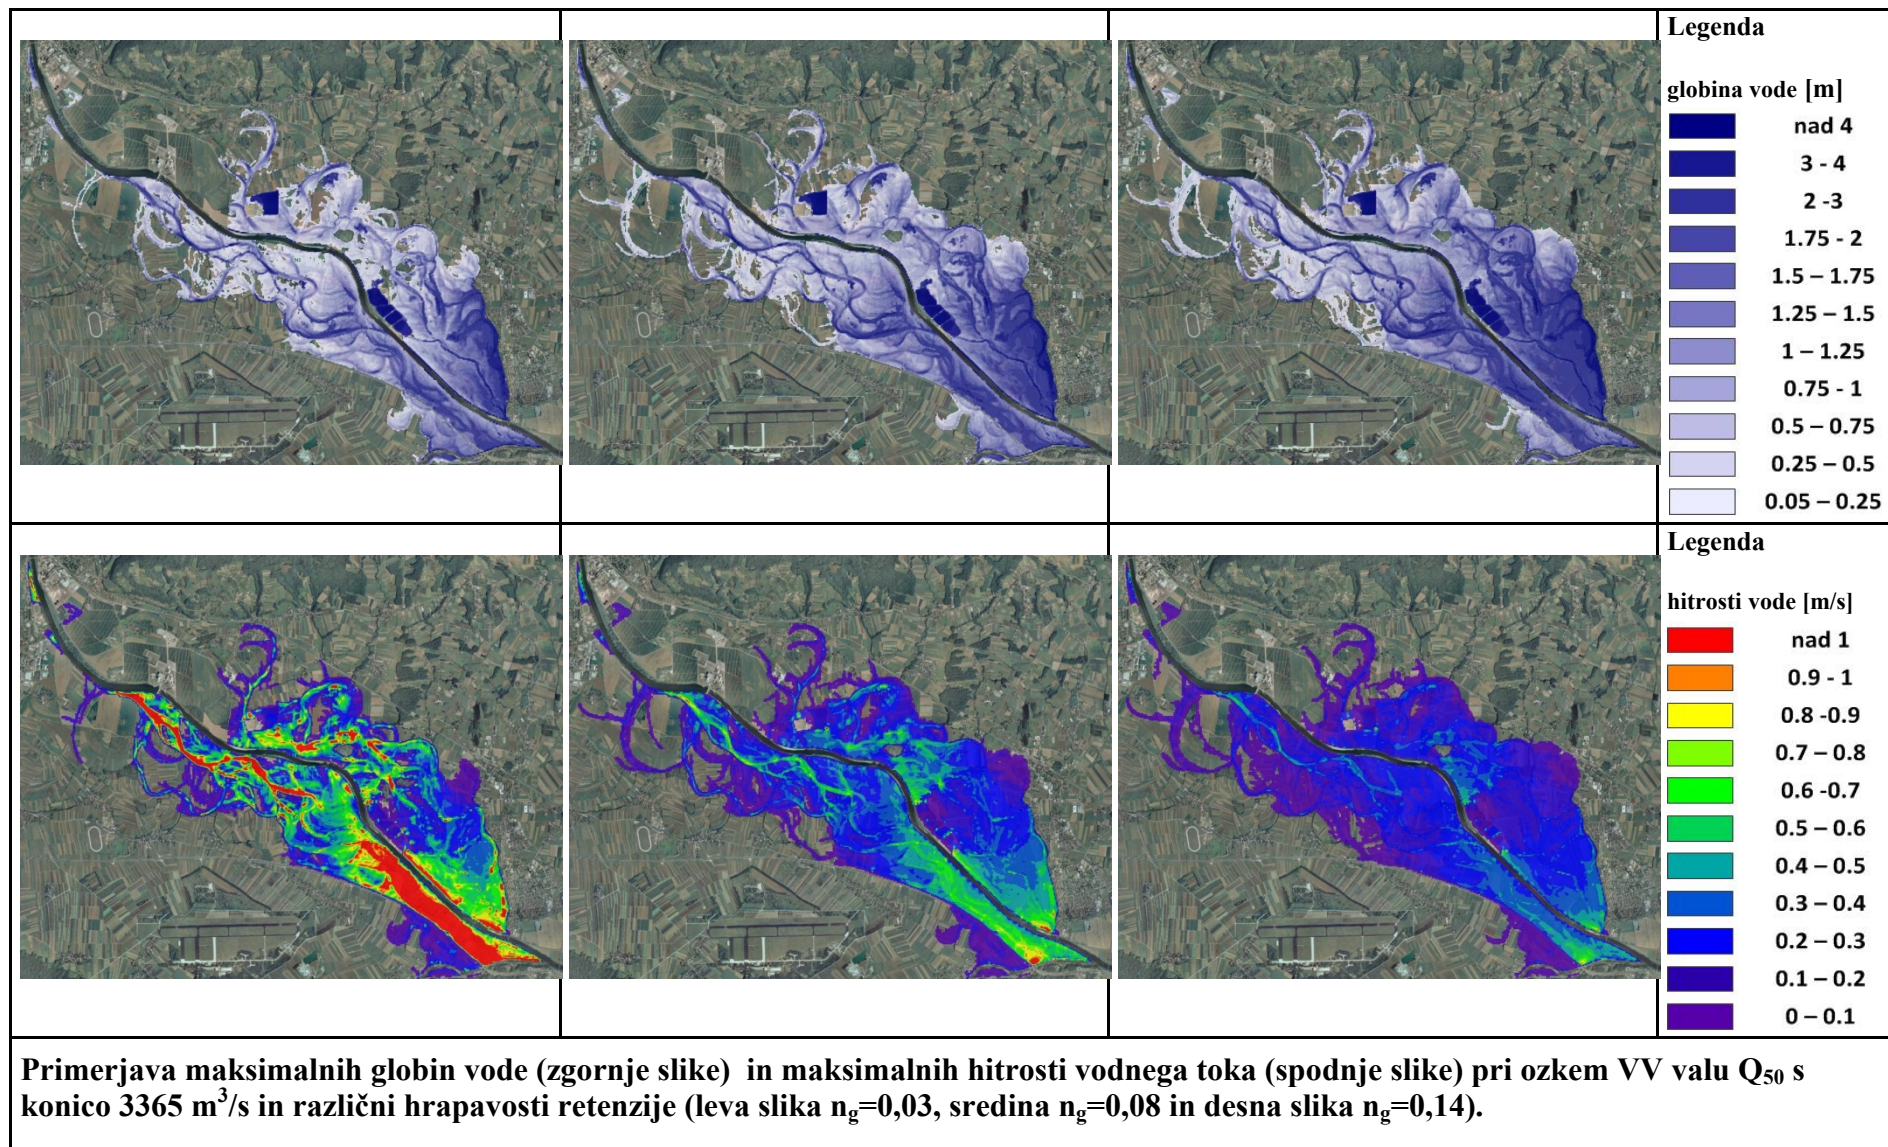 Legenda
globina vode [m]
nad 4
3 - 4
2 -3
1.75 - 2
1.5 – 1.75
1.25 – 1.5
1 – 1.25
0.75 - 1
0.5 – 0.75
0.25 – 0.5
0.05 – 0.25
Legenda
hitrosti vode [m/s]
nad 1
0.9 - 1
0.8 -0.9
0.7 – 0.8
0.6 -0.7
0.5 – 0.6
0.4 – 0.5
0.3 – 0.4
0.2 – 0.3
0.1 – 0.2
0 – 0.1
Primerjava maksimalnih globin vode (zgornje slike) in maksimalnih hitrosti vodnega toka (spodnje slike) pri ozkem VV valu Q₅₀ s
konico 3365 m³/s in različni hrapavosti retenzije (leva slika n_g=0,03, sredina n_g=0,08 in desna slika n_g=0,14).